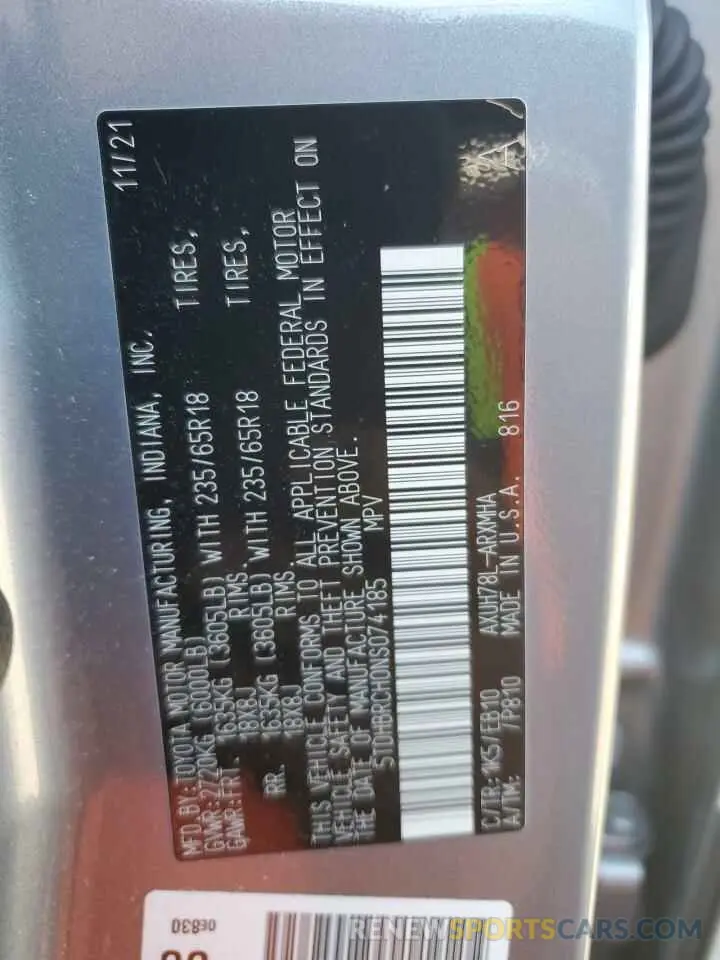 MFD.BY:TOYOTA MOTOR MANUFACTURING, INDIANA, INC. 11/21
GVWR:2720KG (6000LB)
GAWR:FRT. 1635KG (3605LB) WITH 235/65R18 TIRES,
18X8J RIMS,
RR. 1635KG (3605LB) WITH 235/65R18 TIRES,
18X8J RIMS
THIS VEHICLE CONFORMS TO ALL APPLICABLE FEDERAL MOTOR
VEHICLE SAFETY AND THEFT PREVENTION STANDARDS IN EFFECT ON
THE DATE OF MANUFACTURE SHOWN ABOVE.
5TDHBRCH0NS074185 MPV
C/TR:1K5/EB10 AXUH78L-ARXMHA
A/TM: /P810 MADE IN U.S.A. 816
A
0E830
RENEWSPORTSCARS.COM